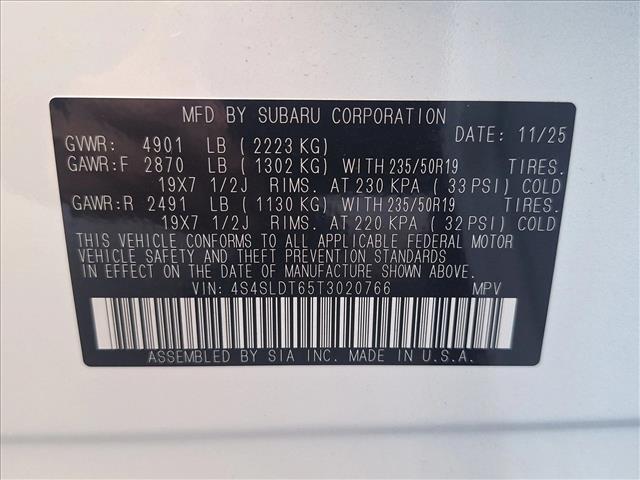 MFD BY SUBARU CORPORATION
DATE: 11/25
GVWR: 4901 LB (2223 KG)
GAWR:F 2870 LB (1302 KG) WITH 235/50R19 TIRES.
19X7 1/2J RIMS. AT 230 KPA (33 PSI) COLD
GAWR:R 2491 LB (1130 KG) WITH 235/50R19 TIRES.
19X7 1/2J RIMS. AT 220 KPA (32 PSI) COLD
THIS VEHICLE CONFORMS TO ALL APPLICABLE FEDERAL MOTOR
VEHICLE SAFETY AND THEFT PREVENTION STANDARDS
IN EFFECT ON THE DATE OF MANUFACTURE SHOWN ABOVE.
VIN: 4S4SLDT65T3020766 MPV
ASSEMBLED BY SIA INC. MADE IN U.S.A.